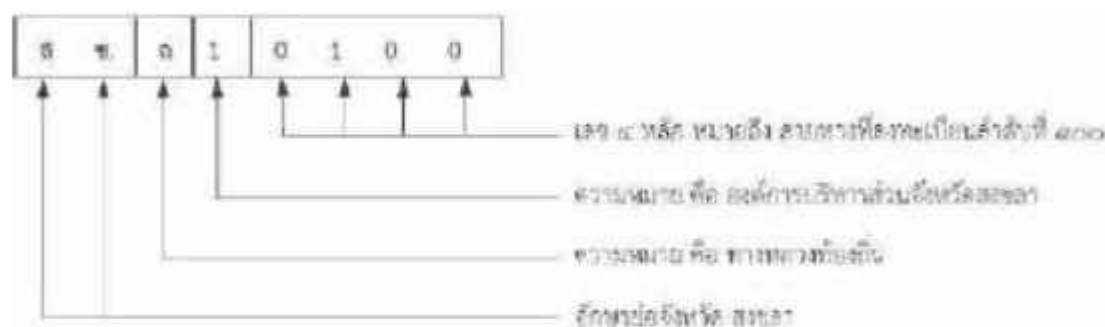 ส ข. ถ 1 0 1 0 0
เลข ๔ หลัก หมายถึง สายทางที่ลงทะเบียนลำดับที่ ๑๐๐
ความหมาย คือ องค์การบริหารส่วนจังหวัดสงขลา
ความหมาย คือ ทางหลวงท้องถิ่น
อักษรย่อจังหวัด สงขลา